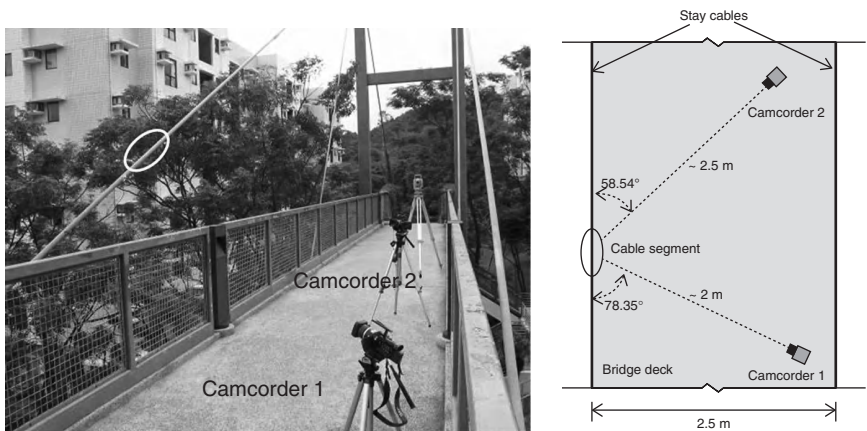 Camcorder 2
Camcorder 1
Stay cables
Camcorder 2
~ 2.5 m
58.54°
Cable segment
~ 2 m
78.35°
Bridge deck
Camcorder 1
2.5 m